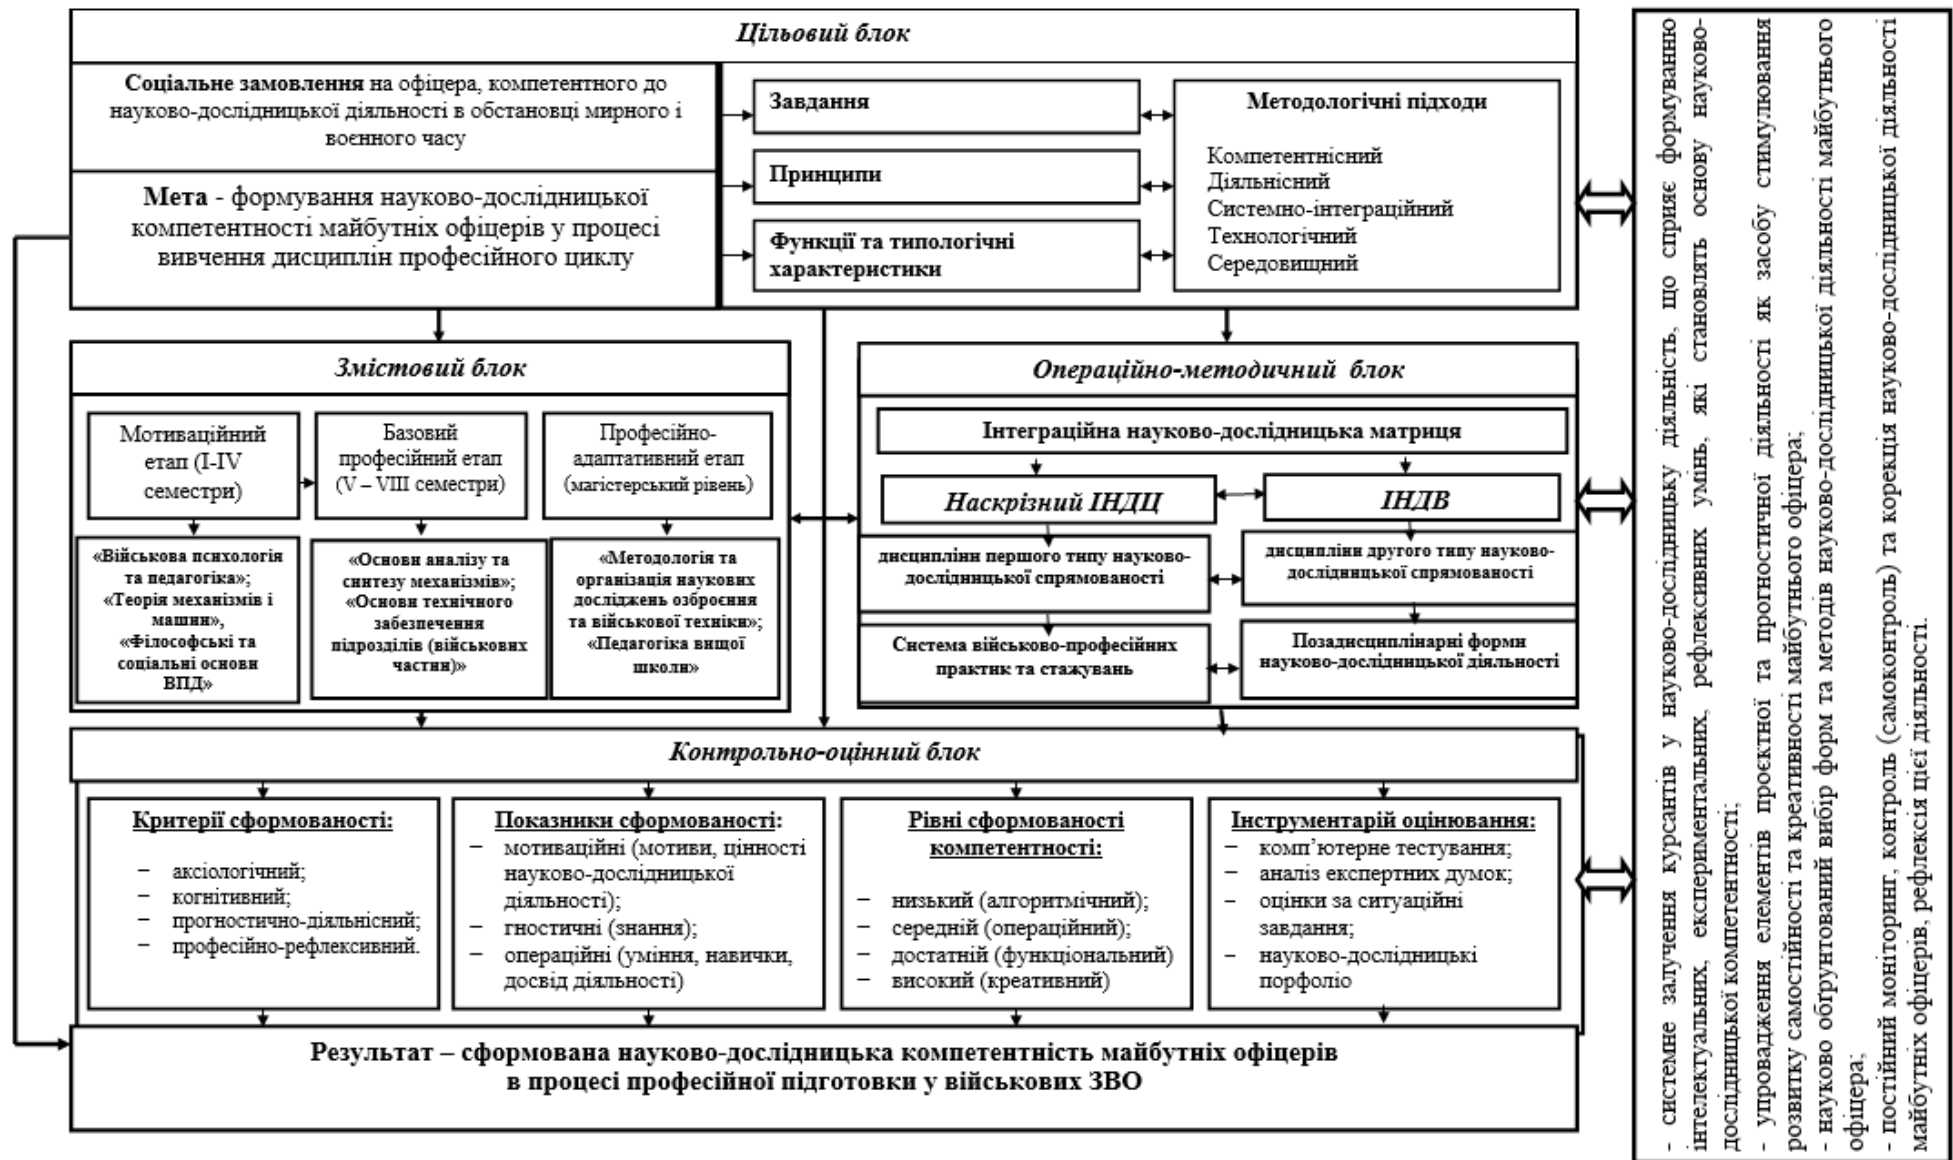 Цільовий блок
Соціальне замовлення на офіцера, компетентного до
науково-дослідницької діяльності в обстановці мирного і
воєнного часу
Мета - формування науково-дослідницької
компетентності майбутніх офіцерів у процесі
вивчення дисциплін професійного циклу
Завдання
Принципи
Функції та типологічні
характеристики
Методологічні підходи
Компетентнісний
Діяльнісний
Системно-інтеграційний
Технологічний
Середовищний
Змістовий блок
Мотиваційний
етап (І-IV
семестри)
Базовий
професійний етап
(V – VIII семестри)
Професійно-
адаптативний етап
(магістерський рівень)
«Військова психологія
та педагогіка»;
«Теорія механізмів і
машин»,
«Філософські та
соціальні основи
ВПД»
«Основи аналізу та
синтезу механізмів»;
«Основи технічного
забезпечення
підрозділів (військових
частин)»
«Методологія та
організація наукових
досліджень озброєння
та військової техніки»;
«Педагогіка вищої
школи»
Операційно-методичний блок
Інтеграційна науково-дослідницька матриця
Наскрізний ІНДЦ
ІНДВ
дисципліни першого типу науково-
дослідницької спрямованості
дисципліни другого типу науково-
дослідницької спрямованості
Система військово-професійних
практик та стажувань
Позадисциплінарні форми
науково-дослідницької діяльності
Контрольно-оцінний блок
Критерії сформованості:
– аксіологічний;
– когнітивний;
– прогностично-діяльнісний;
– професійно-рефлексивний.
Показники сформованості:
– мотиваційні (мотиви, цінності
науково-дослідницької
діяльності);
– гностичні (знання);
– операційні (уміння, навички,
досвід діяльності)
Рівні сформованості
компетентності:
– низький (алгоритмічний);
– середній (операційний);
– достатній (функціональний)
– високий (креативний)
Інструментарій оцінювання:
– комп’ютерне тестування;
– аналіз експертних думок;
– оцінки за ситуаційні
завдання;
– науково-дослідницькі
порфоліо
Результат – сформована науково-дослідницька компетентність майбутніх офіцерів
в процесі професійної підготовки у військових ЗВО
- системне залучення курсантів у науково-дослідницьку діяльність, що сприяє формуванню
інтелектуальних, експериментальних, рефлексивних умінь, які становлять основу науково-
дослідницької компетентності;
- упровадження елементів проєктної та прогностичної діяльності як засобу стимулювання
розвитку самостійності та креативності майбутнього офіцера;
- науково обґрунтований вибір форм та методів науково-дослідницької діяльності майбутнього
офіцера;
- постійний моніторинг, контроль (самоконтроль) та корекція науково-дослідницької діяльності
майбутніх офіцерів, рефлексія цієї діяльності.